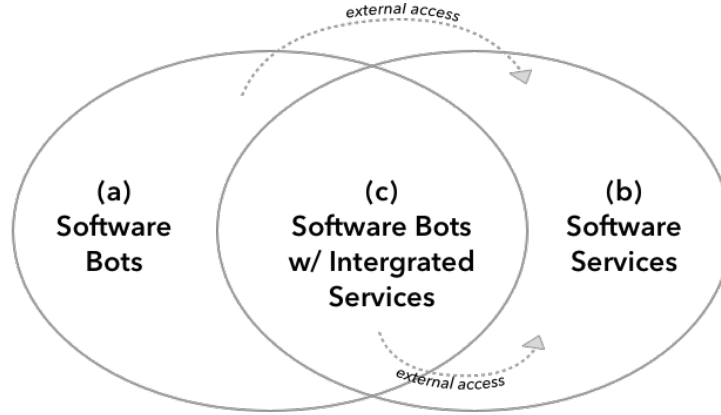 external access
(a)
Software
Bots
(c)
Software Bots
w/ Intergrated
Services
(b)
Software
Services
external access